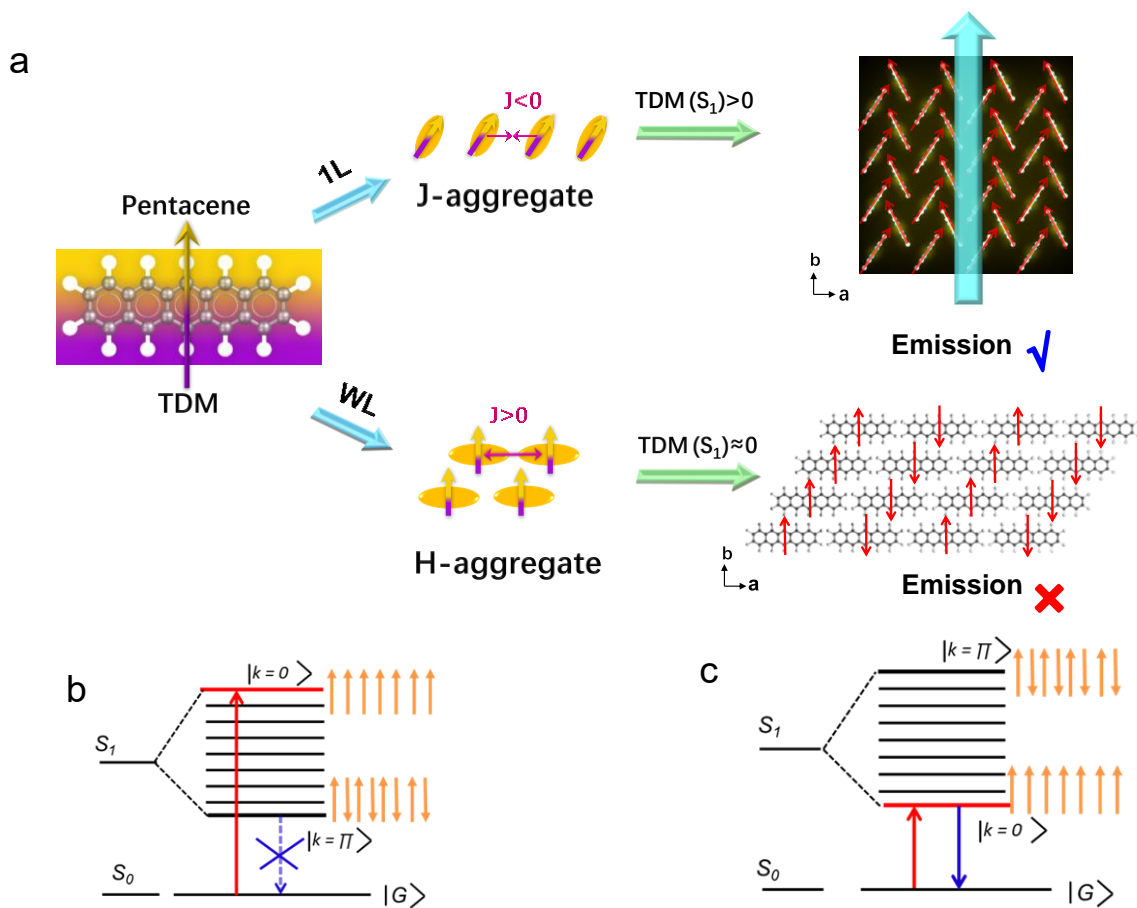 a
Pentacene
TDM
1L
J<0
J-aggregate
TDM (S₁)>0
b
a
Emission √
WL
J>0
H-aggregate
TDM (S₁)≈0
b
a
Emission ×
b
S₁
S₀
|k = 0 ⟩
|k = ∏ ⟩
|G ⟩
c
S₁
S₀
|k = ∏ ⟩
|k = 0 ⟩
|G ⟩